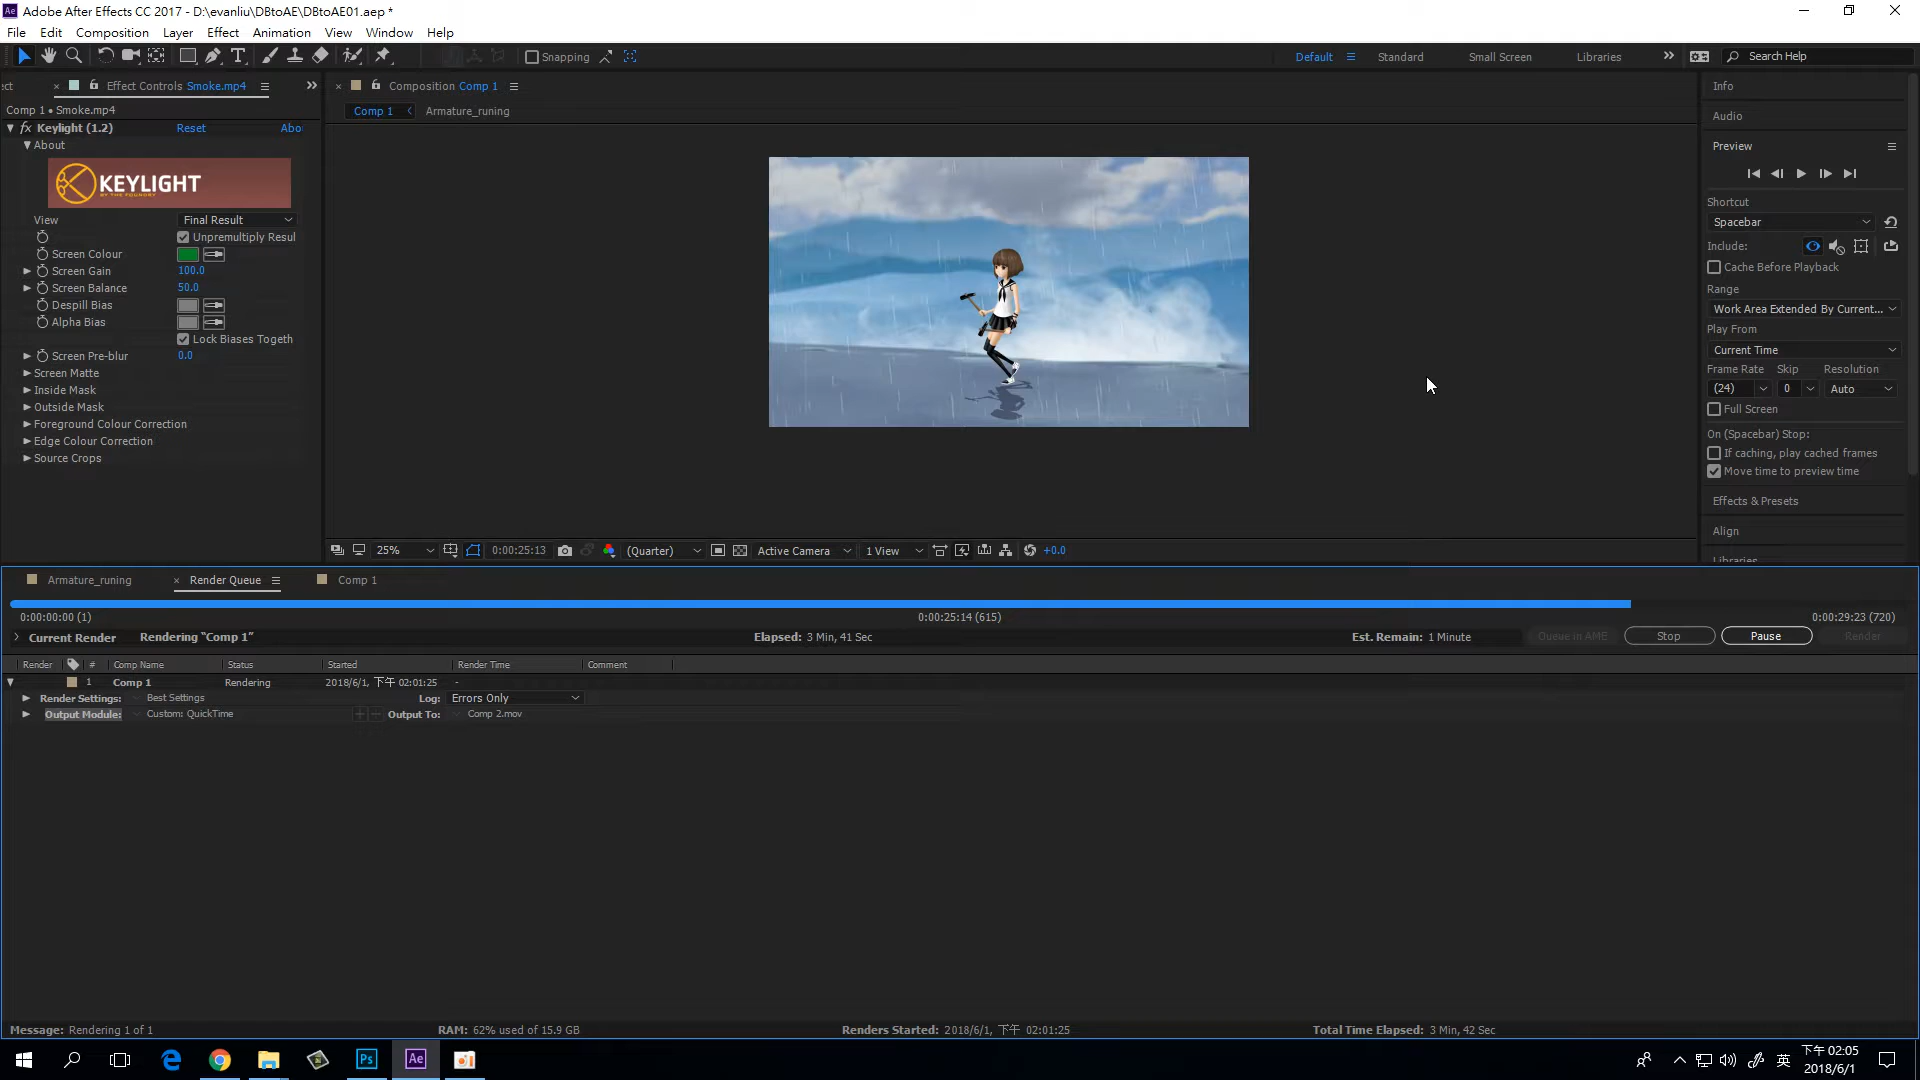 Ae Adobe After Effects CC 2017 - D:\evanliu\DBtoAE\DBtoAE01.aep *
File Edit Composition Layer Effect Animation View Window Help
Snapping Default Standard Small Screen Libraries Search Help
ect Effect Controls Smoke.mp4
Comp 1 • Smoke.mp4
fx Keylight (1.2) Reset Abou
About
KEYLIGHT
BY THE FOUNDRY
View Final Result
Unpremultiply Resul
Screen Colour
Screen Gain 100.0
Screen Balance 50.0
Despill Bias
Alpha Bias
Lock Biases Togeth
Screen Pre-blur 0.0
Screen Matte
Inside Mask
Outside Mask
Foreground Colour Correction
Edge Colour Correction
Source Crops
Composition Comp 1
Comp 1 Armature_runing
25% 0:00:25:13 (Quarter) Active Camera 1 View +0.0
Info
Audio
Preview
Shortcut
Spacebar
Include:
Cache Before Playback
Range
Work Area Extended By Current...
Play From
Current Time
Frame Rate Skip Resolution
(24) 0 Auto
Full Screen
On (Spacebar) Stop:
If caching, play cached frames
Move time to preview time
Effects & Presets
Align
Libraries
Armature_runing Render Queue Comp 1
0:00:00:00 (1) 0:00:25:14 (615) 0:00:29:23 (720)
Current Render Rendering “Comp 1” Elapsed: 3 Min, 41 Sec Est. Remain: 1 Minute Queue in AME Stop Pause Render
Render # Comp Name Status Started Render Time Comment
1 Comp 1 Rendering 2018/6/1, 下午 02:01:25 -
Render Settings: Best Settings Log: Errors Only
Output Module: Custom: QuickTime Output To: Comp 2.mov
Message: Rendering 1 of 1 RAM: 62% used of 15.9 GB Renders Started: 2018/6/1, 下午 02:01:25 Total Time Elapsed: 3 Min, 42 Sec
Ps Ae 英 下午 02:05
2018/6/1